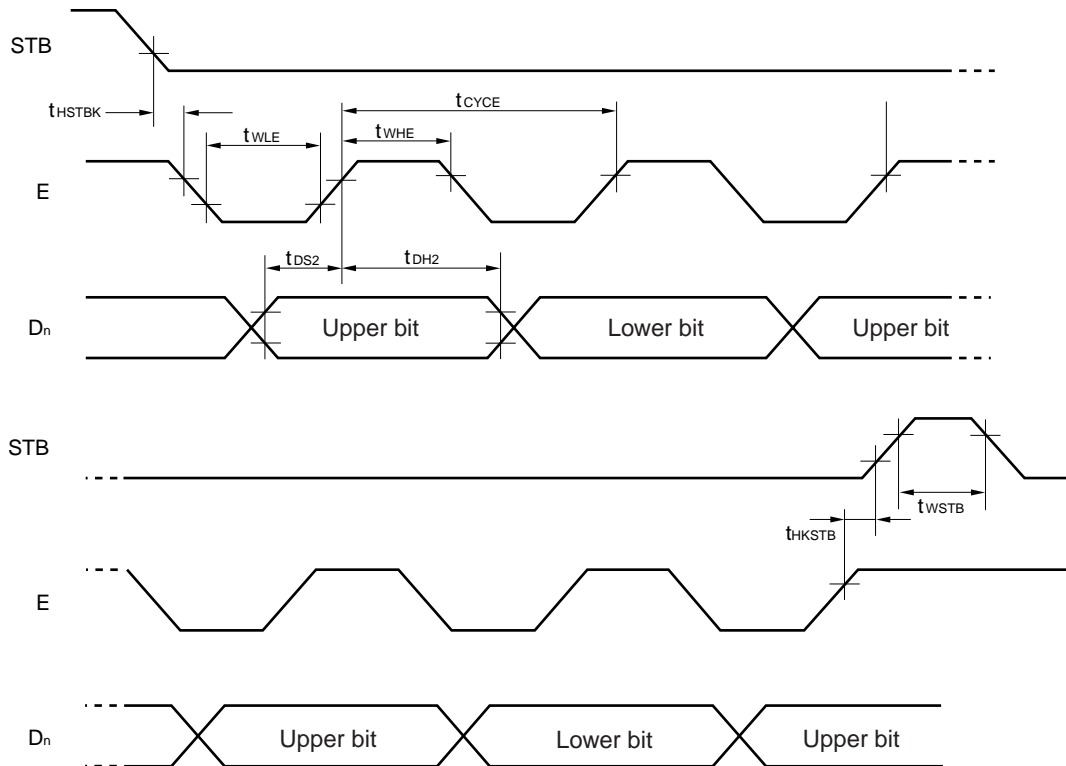 STB
tHSTBK
tCYCE
tWLE
tWHE
E
tDS2
tDH2
Dn
Upper bit
Lower bit
Upper bit
STB
tWSTB
tHKSTB
E
Dn
Upper bit
Lower bit
Upper bit